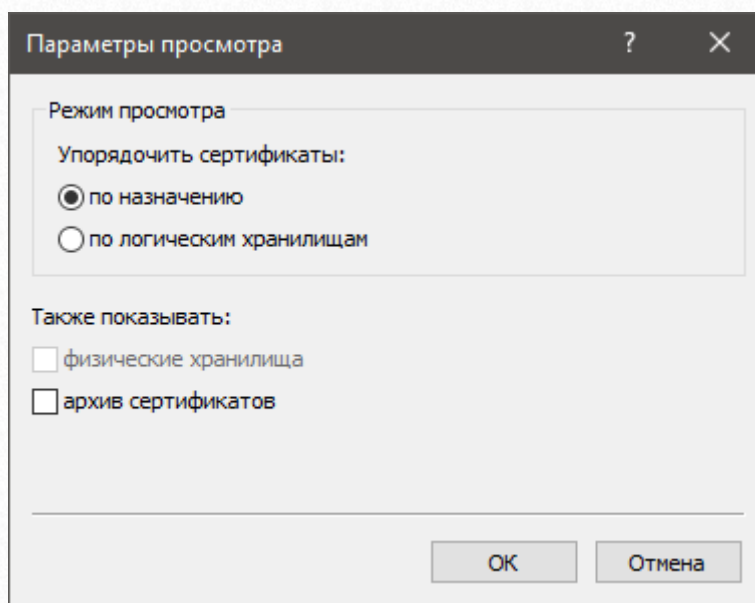 Параметры просмотра
Режим просмотра
Упорядочить сертификаты:
по назначению
по логическим хранилищам
Также показывать:
физические хранилища
архив сертификатов
ОК Отмена